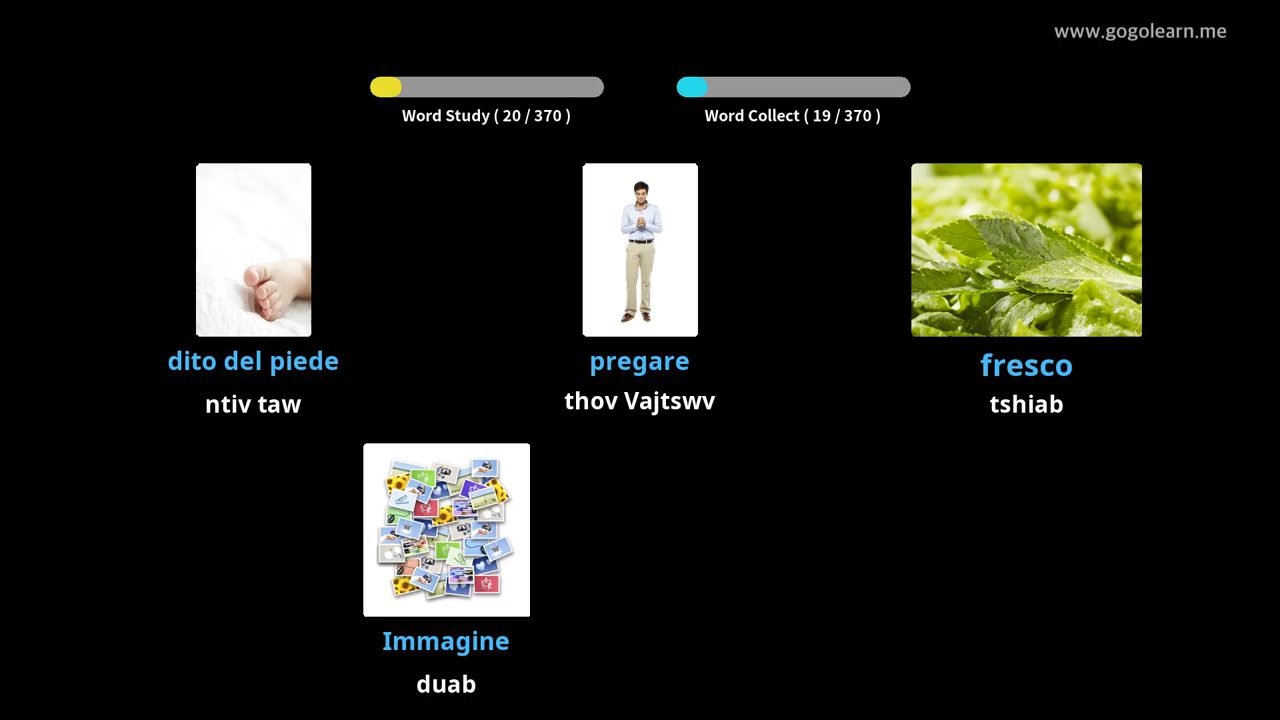 www.gogolearn.me
Word Study ( 20 / 370 )
Word Collect ( 19 / 370 )
dito del piede
ntiv taw
pregare
thov Vajtswv
fresco
tshiab
Immagine
duab